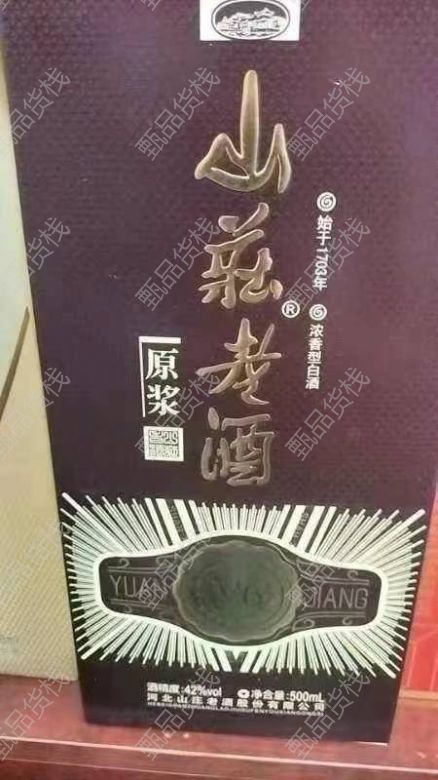 山莊老酒®
始于1703年
浓香型白酒
原浆
YUAN JIANG
酒精度:42%vol
净含量:500mL
河北山庄老酒股份有限公司
HEBEISHANZHUANGLAOJIUGUFENYOUXIANGONGSI
甄品货栈